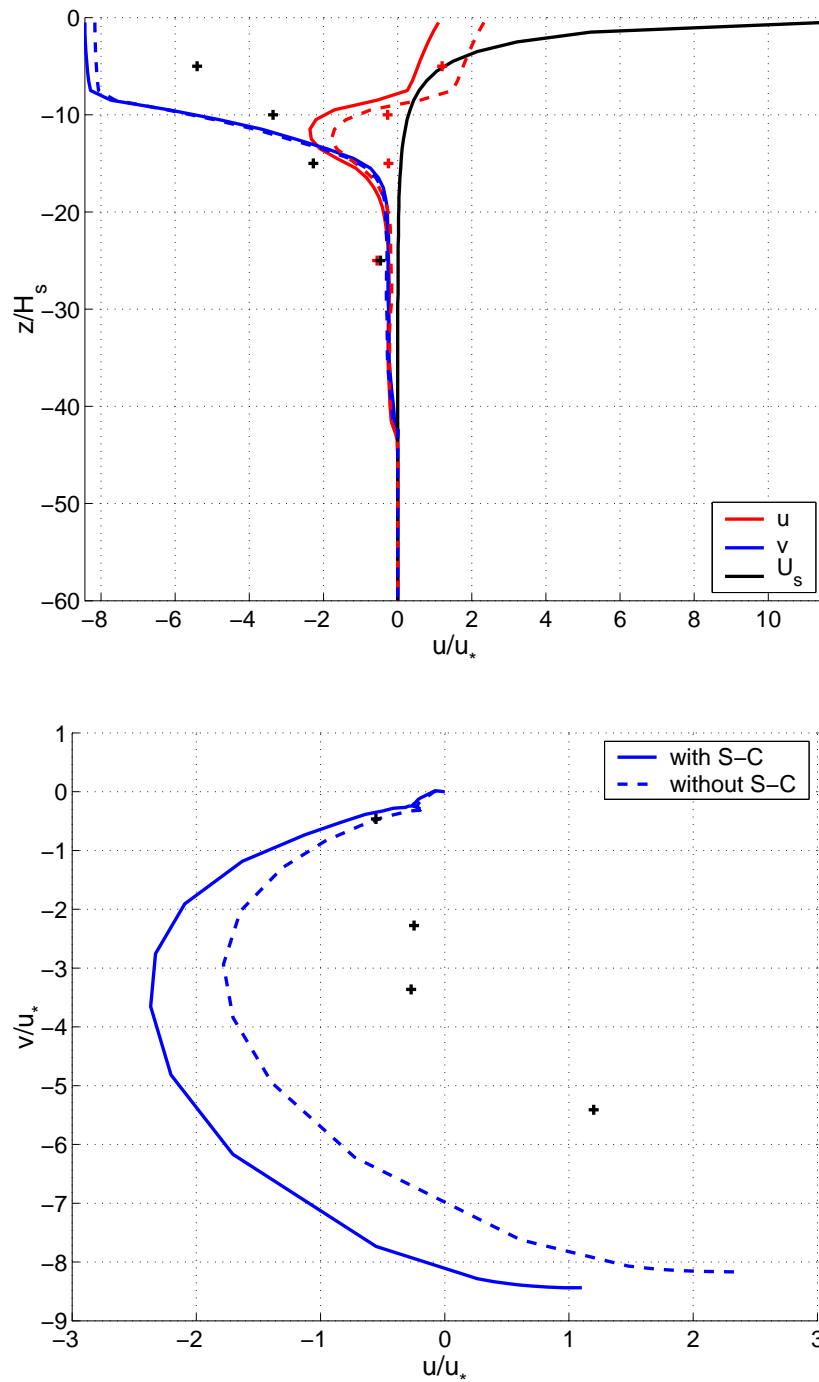 0
−10
−20
−30
−40
−50
−60
z/H_s
−8 −6 −4 −2 0 2 4 6 8 10
u/u_*
u
v
U_s
1
0
−1
−2
−3
−4
−5
−6
−7
−8
−9
v/u_*
−3 −2 −1 0 1 2 3
u/u_*
with S−C
without S−C